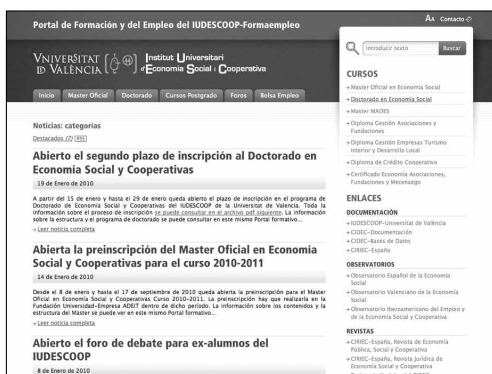 Portal de Formación y del Empleo del IUDESCOOP-Formaempleo
AA Contacto
VNIVERSITAT
ID VALÈNCIA
Institut Universitari
d'Economia Social i Cooperativa
Introducir texto
Buscar
Inicio
Master Oficial
Doctorado
Cursos Postgrado
Foros
Bolsa Empleo
Noticias: categorias
Destacados (7) RSS
Abierto el segundo plazo de inscripción al Doctorado en
Economía Social y Cooperativas
19 de Enero de 2010
A partir del 15 de enero y hasta el 29 de enero queda abierto el plazo de inscripción en el programa de
Doctorado de Economía Social y Cooperativas del IUDESCOOP de la Universitat de Valencia. Toda la
información sobre el proceso de inscripción se puede consultar en el archivo pdf siguiente. La información
sobre la estructura y el programa de doctorado se puede consultar en este mismo Portal formativo...
→ Leer noticia completa
Abierta la preinscripción del Master Oficial en Economía
Social y Cooperativas para el curso 2010-2011
14 de Enero de 2010
Desde el 8 de enero y hasta el 17 de septiembre de 2010 queda abierta la preinscripción para el Master
Oficial en Economía Social y Cooperativas Curso 2010-2011. La preinscripción hay que realizarla en la
Fundación Universidad-Empresa ADEIT dentro de dicho período. La información sobre los contenidos y la
estructura del Master se puede ver en este mismo Portal formativo...
→ Leer noticia completa
Abierto el foro de debate para ex-alumnos del
IUDESCOOP
8 de Enero de 2010
CURSOS
→ Master Oficial en Economía Social
→ Doctorado en Economía Social
→ Master MADES
→ Diploma Gestión Asociaciones y
Fundaciones
→ Diploma Gestión Empresas Turismo
Interior y Desarrollo Local
→ Diploma de Crédito Cooperativo
→ Certificado Economía Asociaciones,
Fundaciones y Mecenazgo
ENLACES
DOCUMENTACIÓN
→ IUDESCOOP-Universitat de València
→ CIDEC-Documentación
→ CIDEC-Bases de Datos
→ CIRIEC-España
OBSERVATORIOS
→ Observatorio Español de la Economía
Social
→ Observatorio Valenciano de la Economía
Social
→ Observatorio Iberoamericano del Empleo y
de la Economía Social y Cooperativa
REVISTAS
→ CIRIEC-España, Revista de Economía
Pública, Social y Cooperativa
→ CIRIEC-España, Revista Jurídica de
Economía Social y Cooperativa